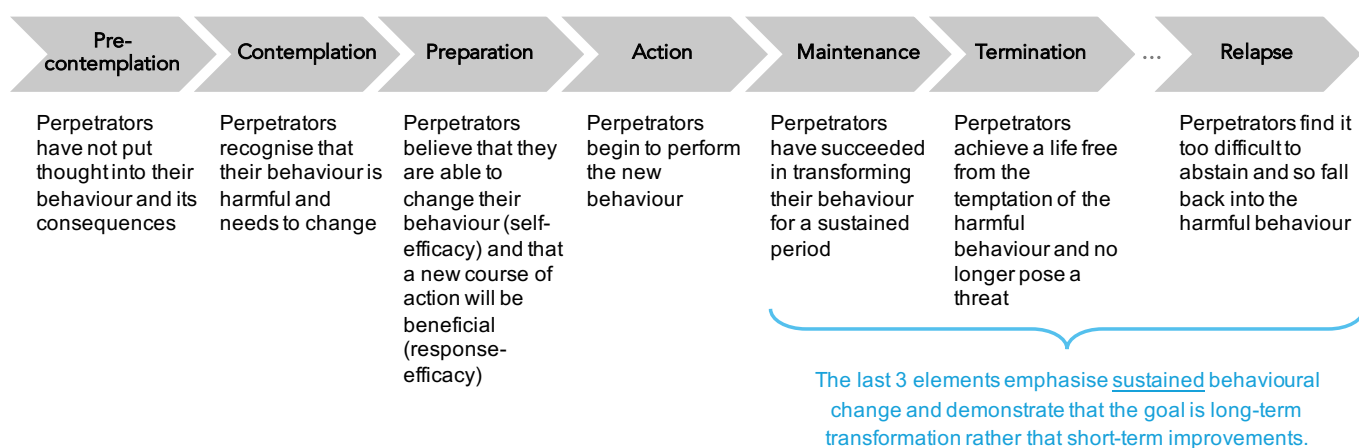 Pre-
contemplation
Contemplation
Preparation
Action
Maintenance
Termination
...
Relapse
Perpetrators
have not put
thought into their
behaviour and its
consequences
Perpetrators
recognise that
their behaviour is
harmful and
needs to change
Perpetrators
believe that they
are able to
change their
behaviour (self-
efficacy) and that
a new course of
action will be
beneficial
(response-
efficacy)
Perpetrators
begin to perform
the new
behaviour
Perpetrators
have succeeded
in transforming
their behaviour
for a sustained
period
Perpetrators
achieve a life free
from the
temptation of the
harmful
behaviour and no
longer pose a
threat
Perpetrators find it
too difficult to
abstain and so fall
back into the
harmful behaviour
The last 3 elements emphasise sustained behavioural
change and demonstrate that the goal is long-term
transformation rather that short-term improvements.